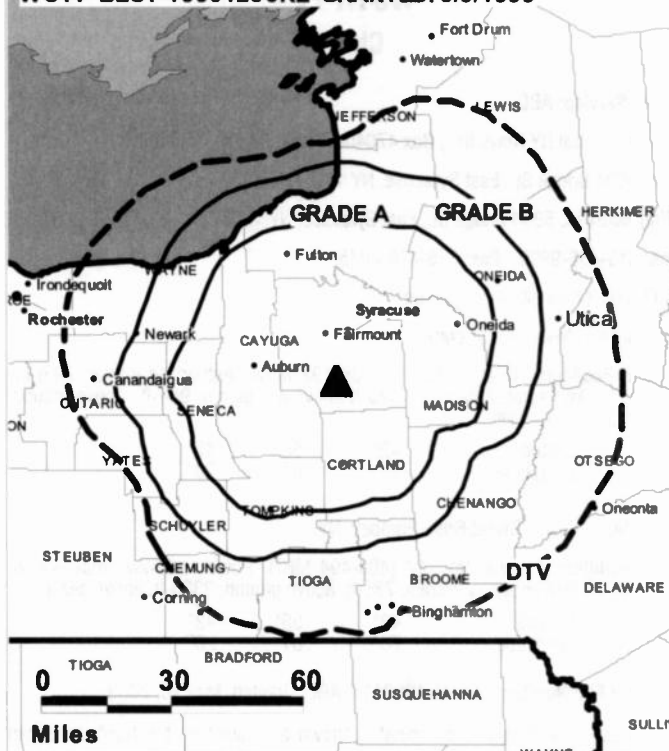 Fort Drum
Watertown
LEWIS
JEFFERSON
GRADE A
GRADE B
HERKIMER
Fulton
WAYNE
ONEIDA
Irondequoit
Rochester
Syracuse
Utica
Newark
Fairmount
Oneida
CAYUGA
Auburn
Canandaigua
ONTARIO
SENECA
MADISON
YATES
CORTLAND
OTSEGO
CHENANGO
Oneonta
TOMPKINS
SCHUYLER
STEUBEN
CHEMUNG
TIOGA
BROOME
DTV
DELAWARE
Corning
Binghamton
TIOGA
BRADFORD
0 30 60
SUSQUEHANNA
Miles